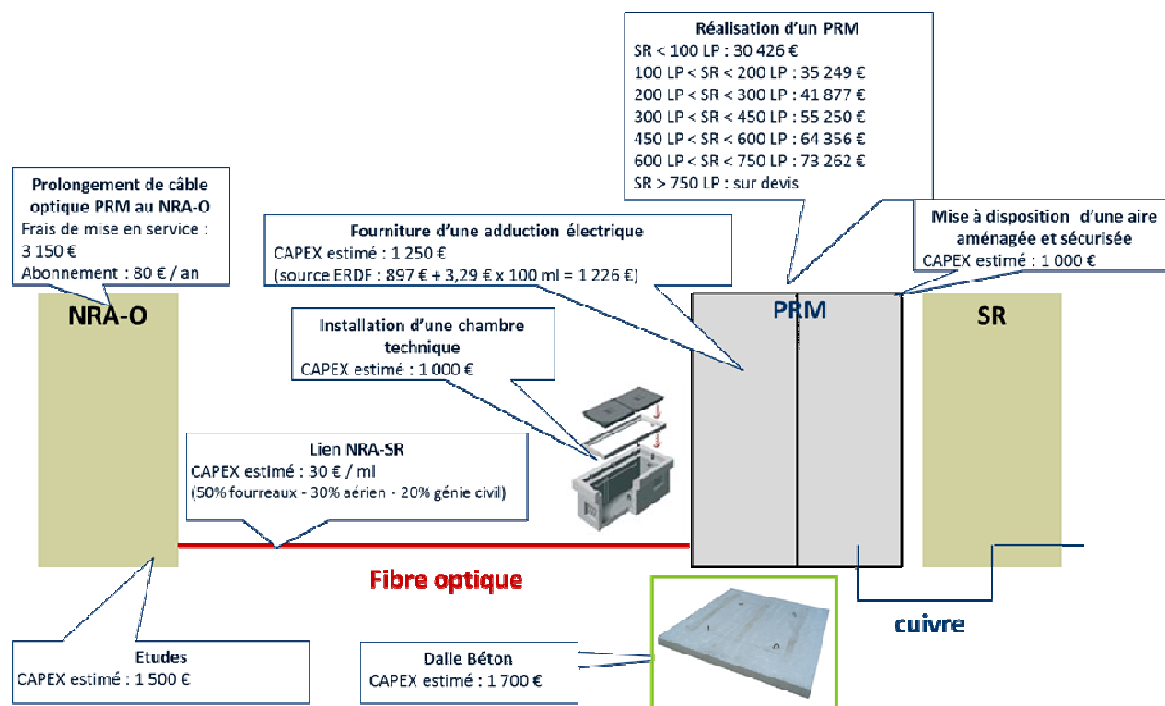 Réalisation d'un PRM
SR < 100 LP : 30 426 €
100 LP < SR < 200 LP : 35 249 €
200 LP < SR < 300 LP : 41 877 €
300 LP < SR < 450 LP : 55 250 €
450 LP < SR < 600 LP : 64 356 €
600 LP < SR < 750 LP : 73 262 €
SR > 750 LP : sur devis
Prolongement de câble
optique PRM au NRA-O
Frais de mise en service :
3 150 €
Abonnement : 80 € / an
Fourniture d'une adduction électrique
CAPEX estimé : 1 250 €
(source ERDF : 897 € + 3,29 € x 100 ml = 1 226 €)
Mise à disposition d'une aire
aménagée et sécurisée
CAPEX estimé : 1 000 €
NRA-O
PRM
SR
Installation d'une chambre
technique
CAPEX estimé : 1 000 €
Lien NRA-SR
CAPEX estimé : 30 € / ml
(50% fourreaux - 30% aérien - 20% génie civil)
Fibre optique
cuivre
Etudes
CAPEX estimé : 1 500 €
Dalle Béton
CAPEX estimé : 1 700 €